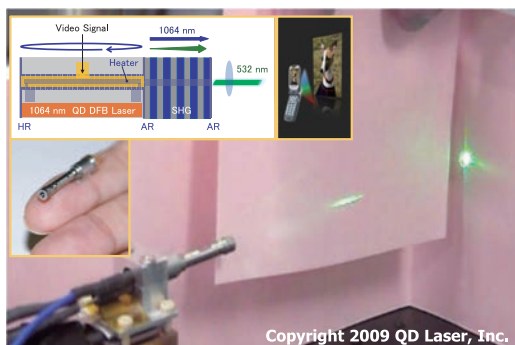 Video Signal
1064 nm
Heater
532 nm
1064 nm QD DFB Laser
SHG
HR
AR
AR
Copyright 2009 QD Laser, Inc.